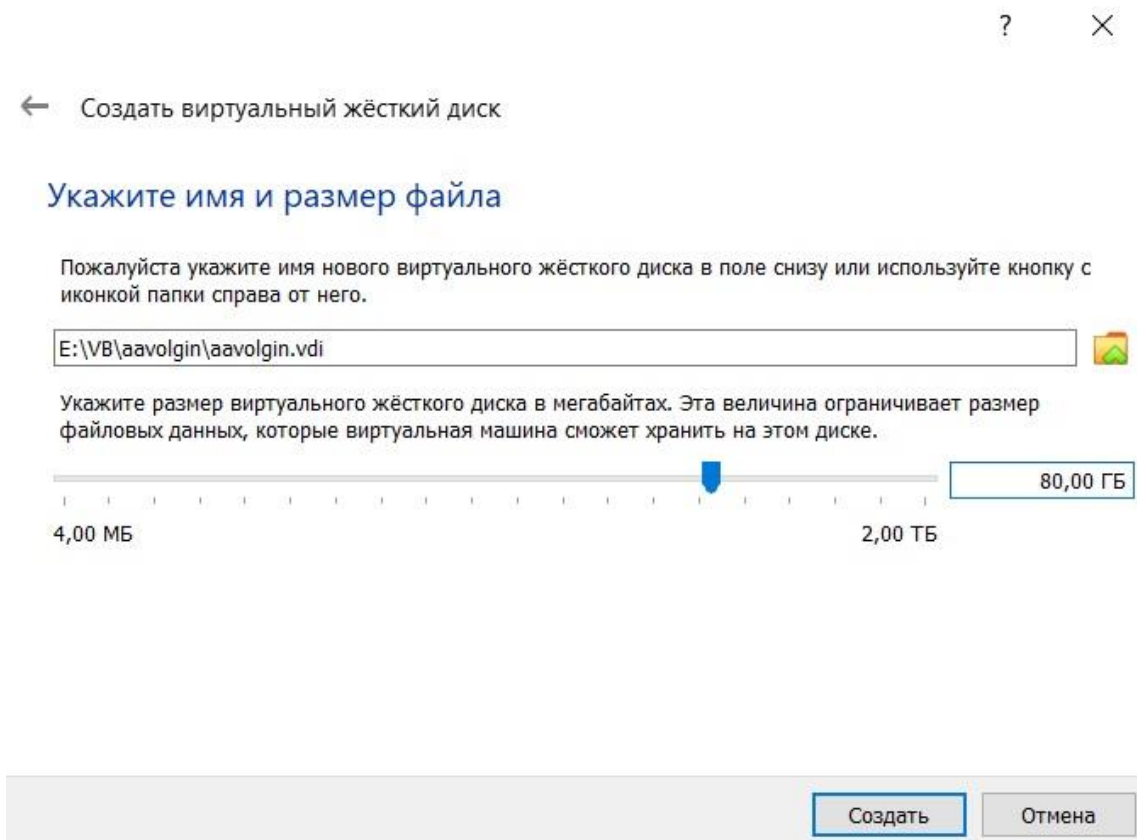 ?
Создать виртуальный жёсткий диск
Укажите имя и размер файла
Пожалуйста укажите имя нового виртуального жёсткого диска в поле снизу или используйте кнопку с
иконкой папки справа от него.
E:\VB\aavolgin\aavolgin.vdi
Укажите размер виртуального жёсткого диска в мегабайтах. Эта величина ограничивает размер
файловых данных, которые виртуальная машина сможет хранить на этом диске.
80,00 ГБ
4,00 МБ
2,00 ТБ
Создать
Отмена